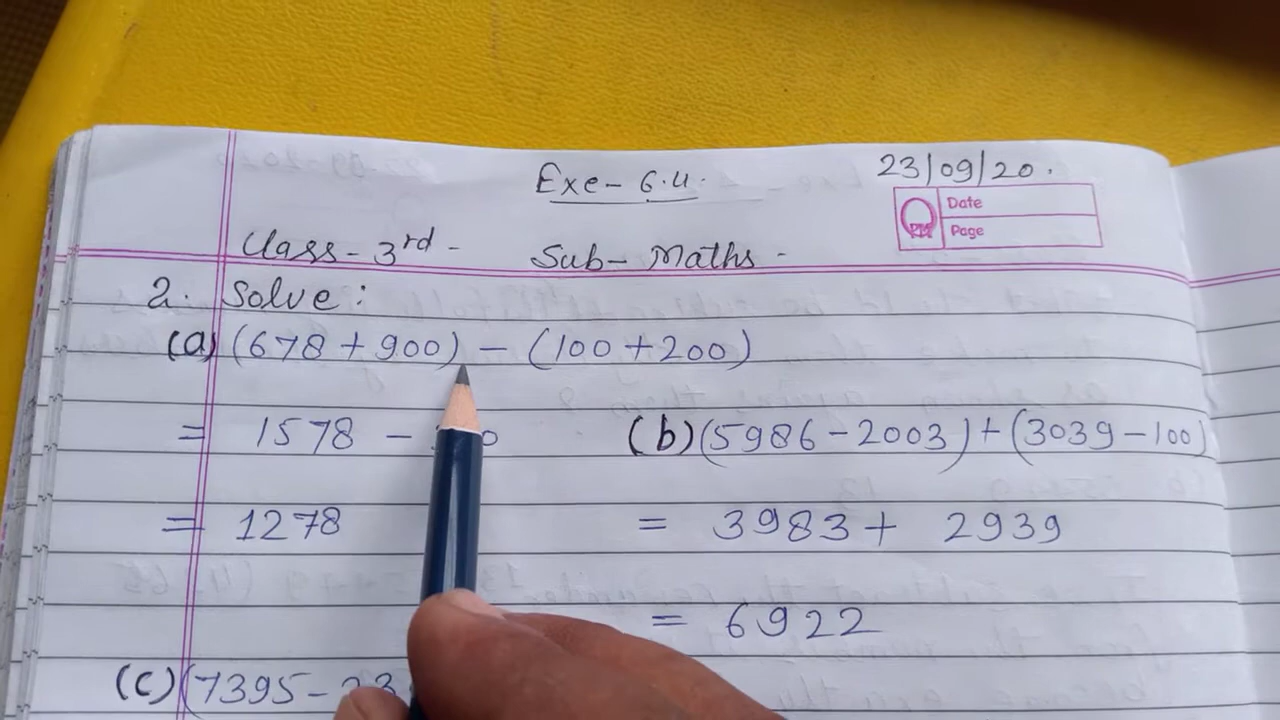 Exe- 6.4.
23/09/20.
Date
Page
Class - 3rd -
Sub- Maths -
2. Solve:
(a) (678 + 900) - (100 + 200)
= 1578 -
= 1278
(b) (5986 - 2003) + (3039 - 100)
= 3983 + 2939
= 6922
(c) (7395 -